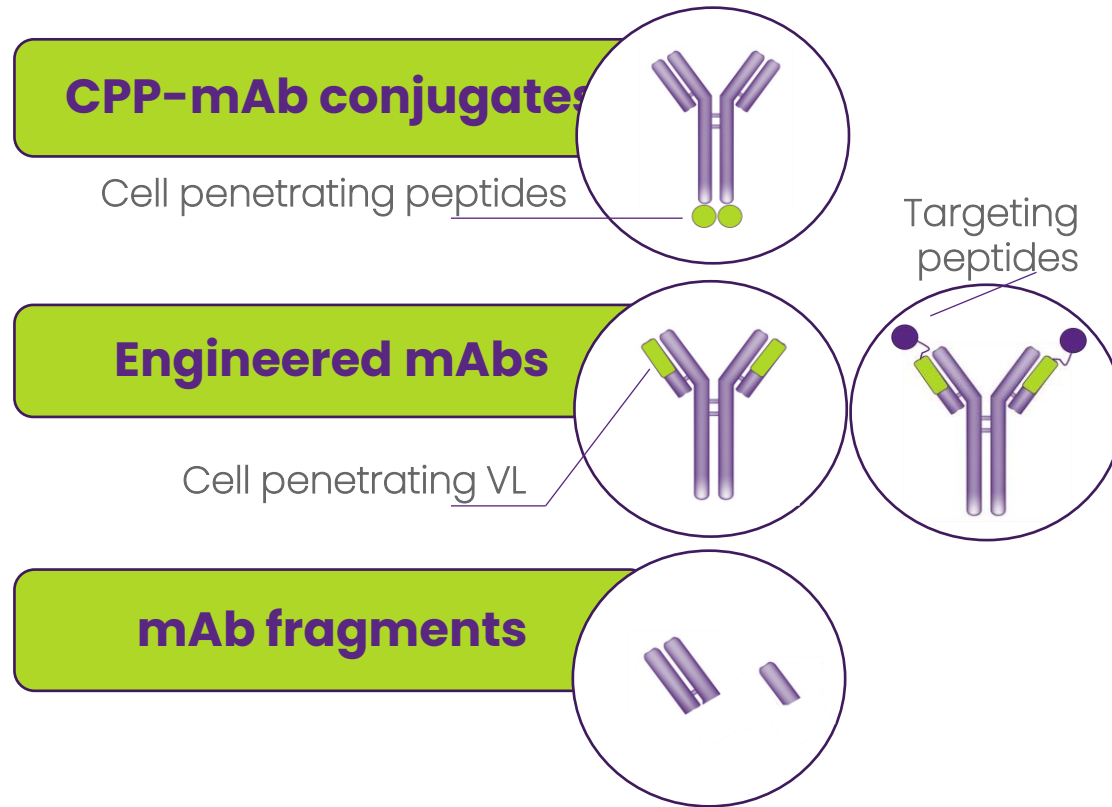 CPP-mAb conjugates
Cell penetrating peptides
Targeting
peptides
Engineered mAbs
Cell penetrating VL
mAb fragments